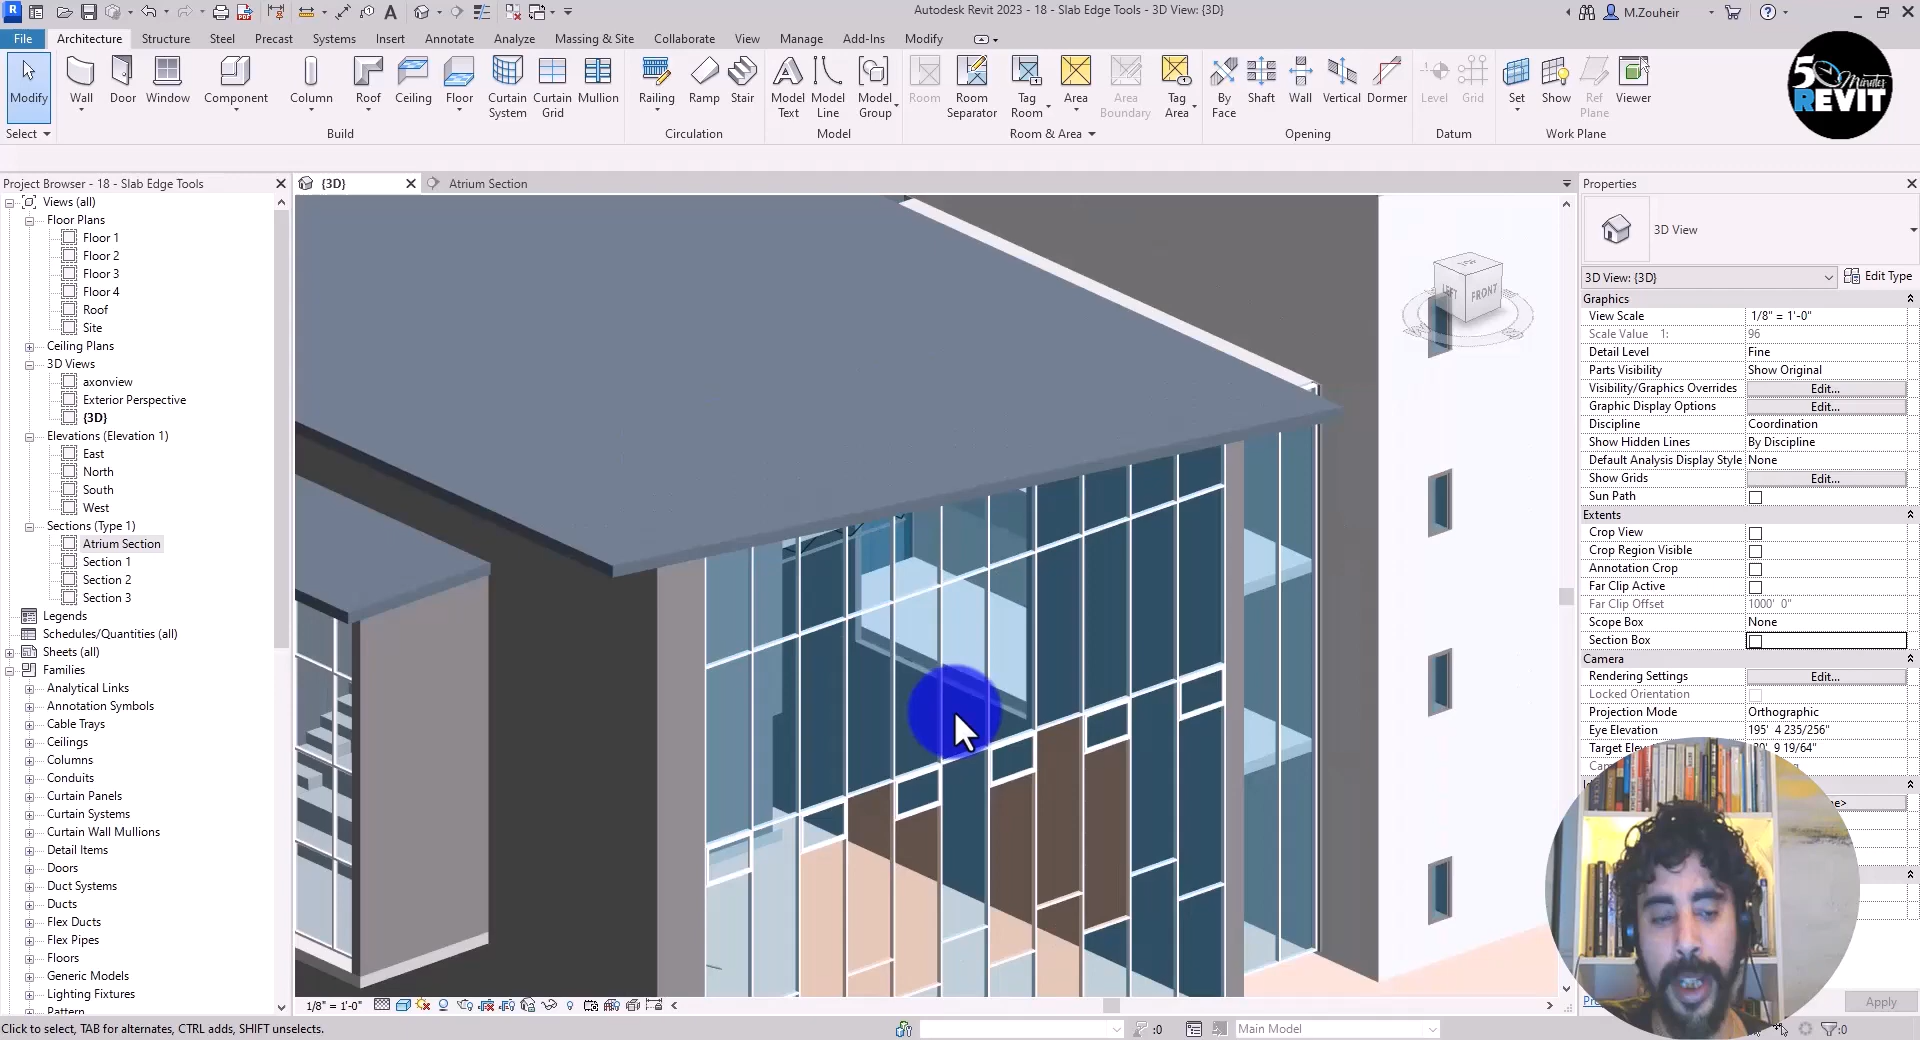 Autodesk Revit 2023 - 18 - Slab Edge Tools - 3D View: {3D}
M.Zouheir
File Architecture Structure Steel Precast Systems Insert Annotate Analyze Massing & Site Collaborate View Manage Add-Ins Modify
Modify Wall Door Window Component Column Roof Ceiling Floor Curtain System Curtain Grid Mullion Railing Ramp Stair Model Text Model Line Model Group Room Room Separator Tag Room Area Area Boundary Tag Area By Face Shaft Wall Vertical Dormer Level Grid Set Show Ref Plane Viewer
Select Build Circulation Model Room & Area Opening Datum Work Plane
5 Minutes
REVIT
Project Browser - 18 - Slab Edge Tools
{3D}
Atrium Section
Properties
Views (all)
Floor Plans
Floor 1
Floor 2
Floor 3
Floor 4
Roof
Site
Ceiling Plans
3D Views
axonview
Exterior Perspective
{3D}
Elevations (Elevation 1)
East
North
South
West
Sections (Type 1)
Atrium Section
Section 1
Section 2
Section 3
Legends
Schedules/Quantities (all)
Sheets (all)
Families
Analytical Links
Annotation Symbols
Cable Trays
Ceilings
Columns
Conduits
Curtain Panels
Curtain Systems
Curtain Wall Mullions
Detail Items
Doors
Duct Systems
Ducts
Flex Ducts
Flex Pipes
Floors
Generic Models
Lighting Fixtures
Pattern
LEFT
FRONT
3D View
3D View: {3D}
Edit Type
Graphics
View Scale 1/8" = 1'-0"
Scale Value 1: 96
Detail Level Fine
Parts Visibility Show Original
Visibility/Graphics Overrides Edit...
Graphic Display Options Edit...
Discipline Coordination
Show Hidden Lines By Discipline
Default Analysis Display Style None
Show Grids Edit...
Sun Path
Extents
Crop View
Crop Region Visible
Annotation Crop
Far Clip Active
Far Clip Offset 1000' 0"
Scope Box None
Section Box
Camera
Rendering Settings Edit...
Locked Orientation
Projection Mode Orthographic
Eye Elevation 195' 4 235/256"
Apply
1/8" = 1'-0"
Click to select, TAB for alternates, CTRL adds, SHIFT unselects.
:0
Main Model
:0